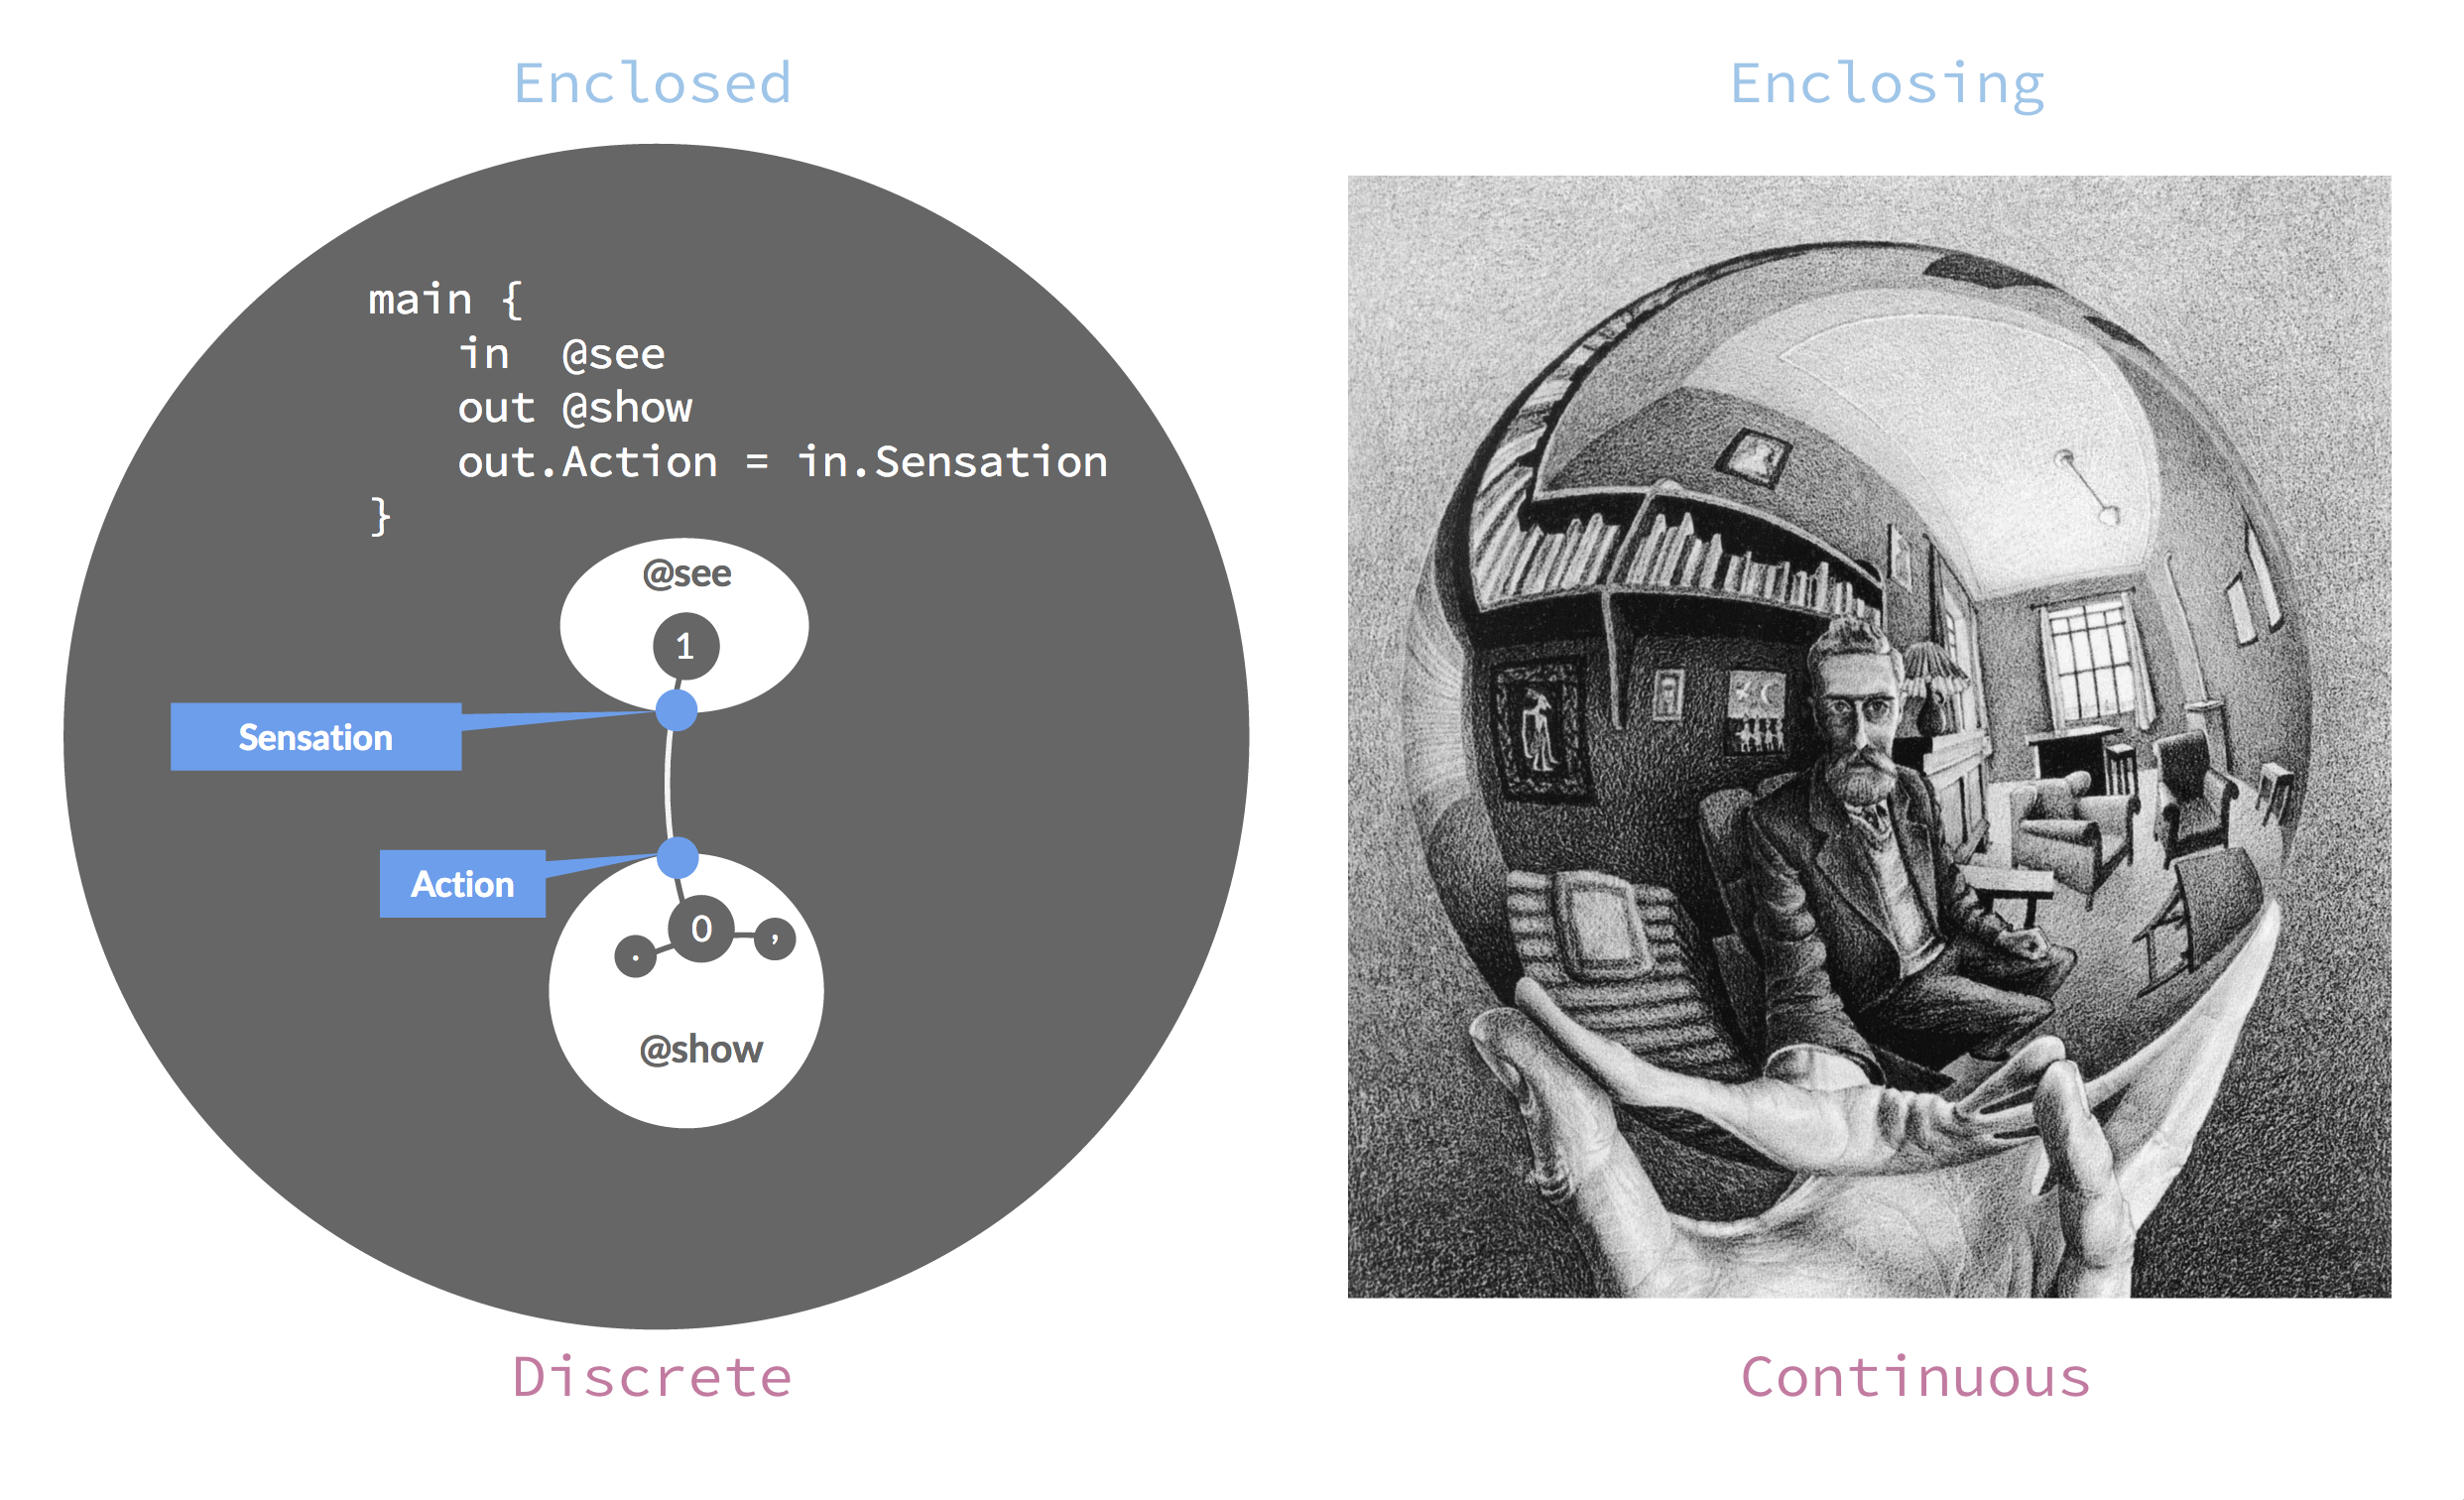 Enclosed
Enclosing
main {
    in  @see
    out @show
    out.Action = in.Sensation
}
@see
1
Sensation
Action
0
.
,
@show
Discrete
Continuous